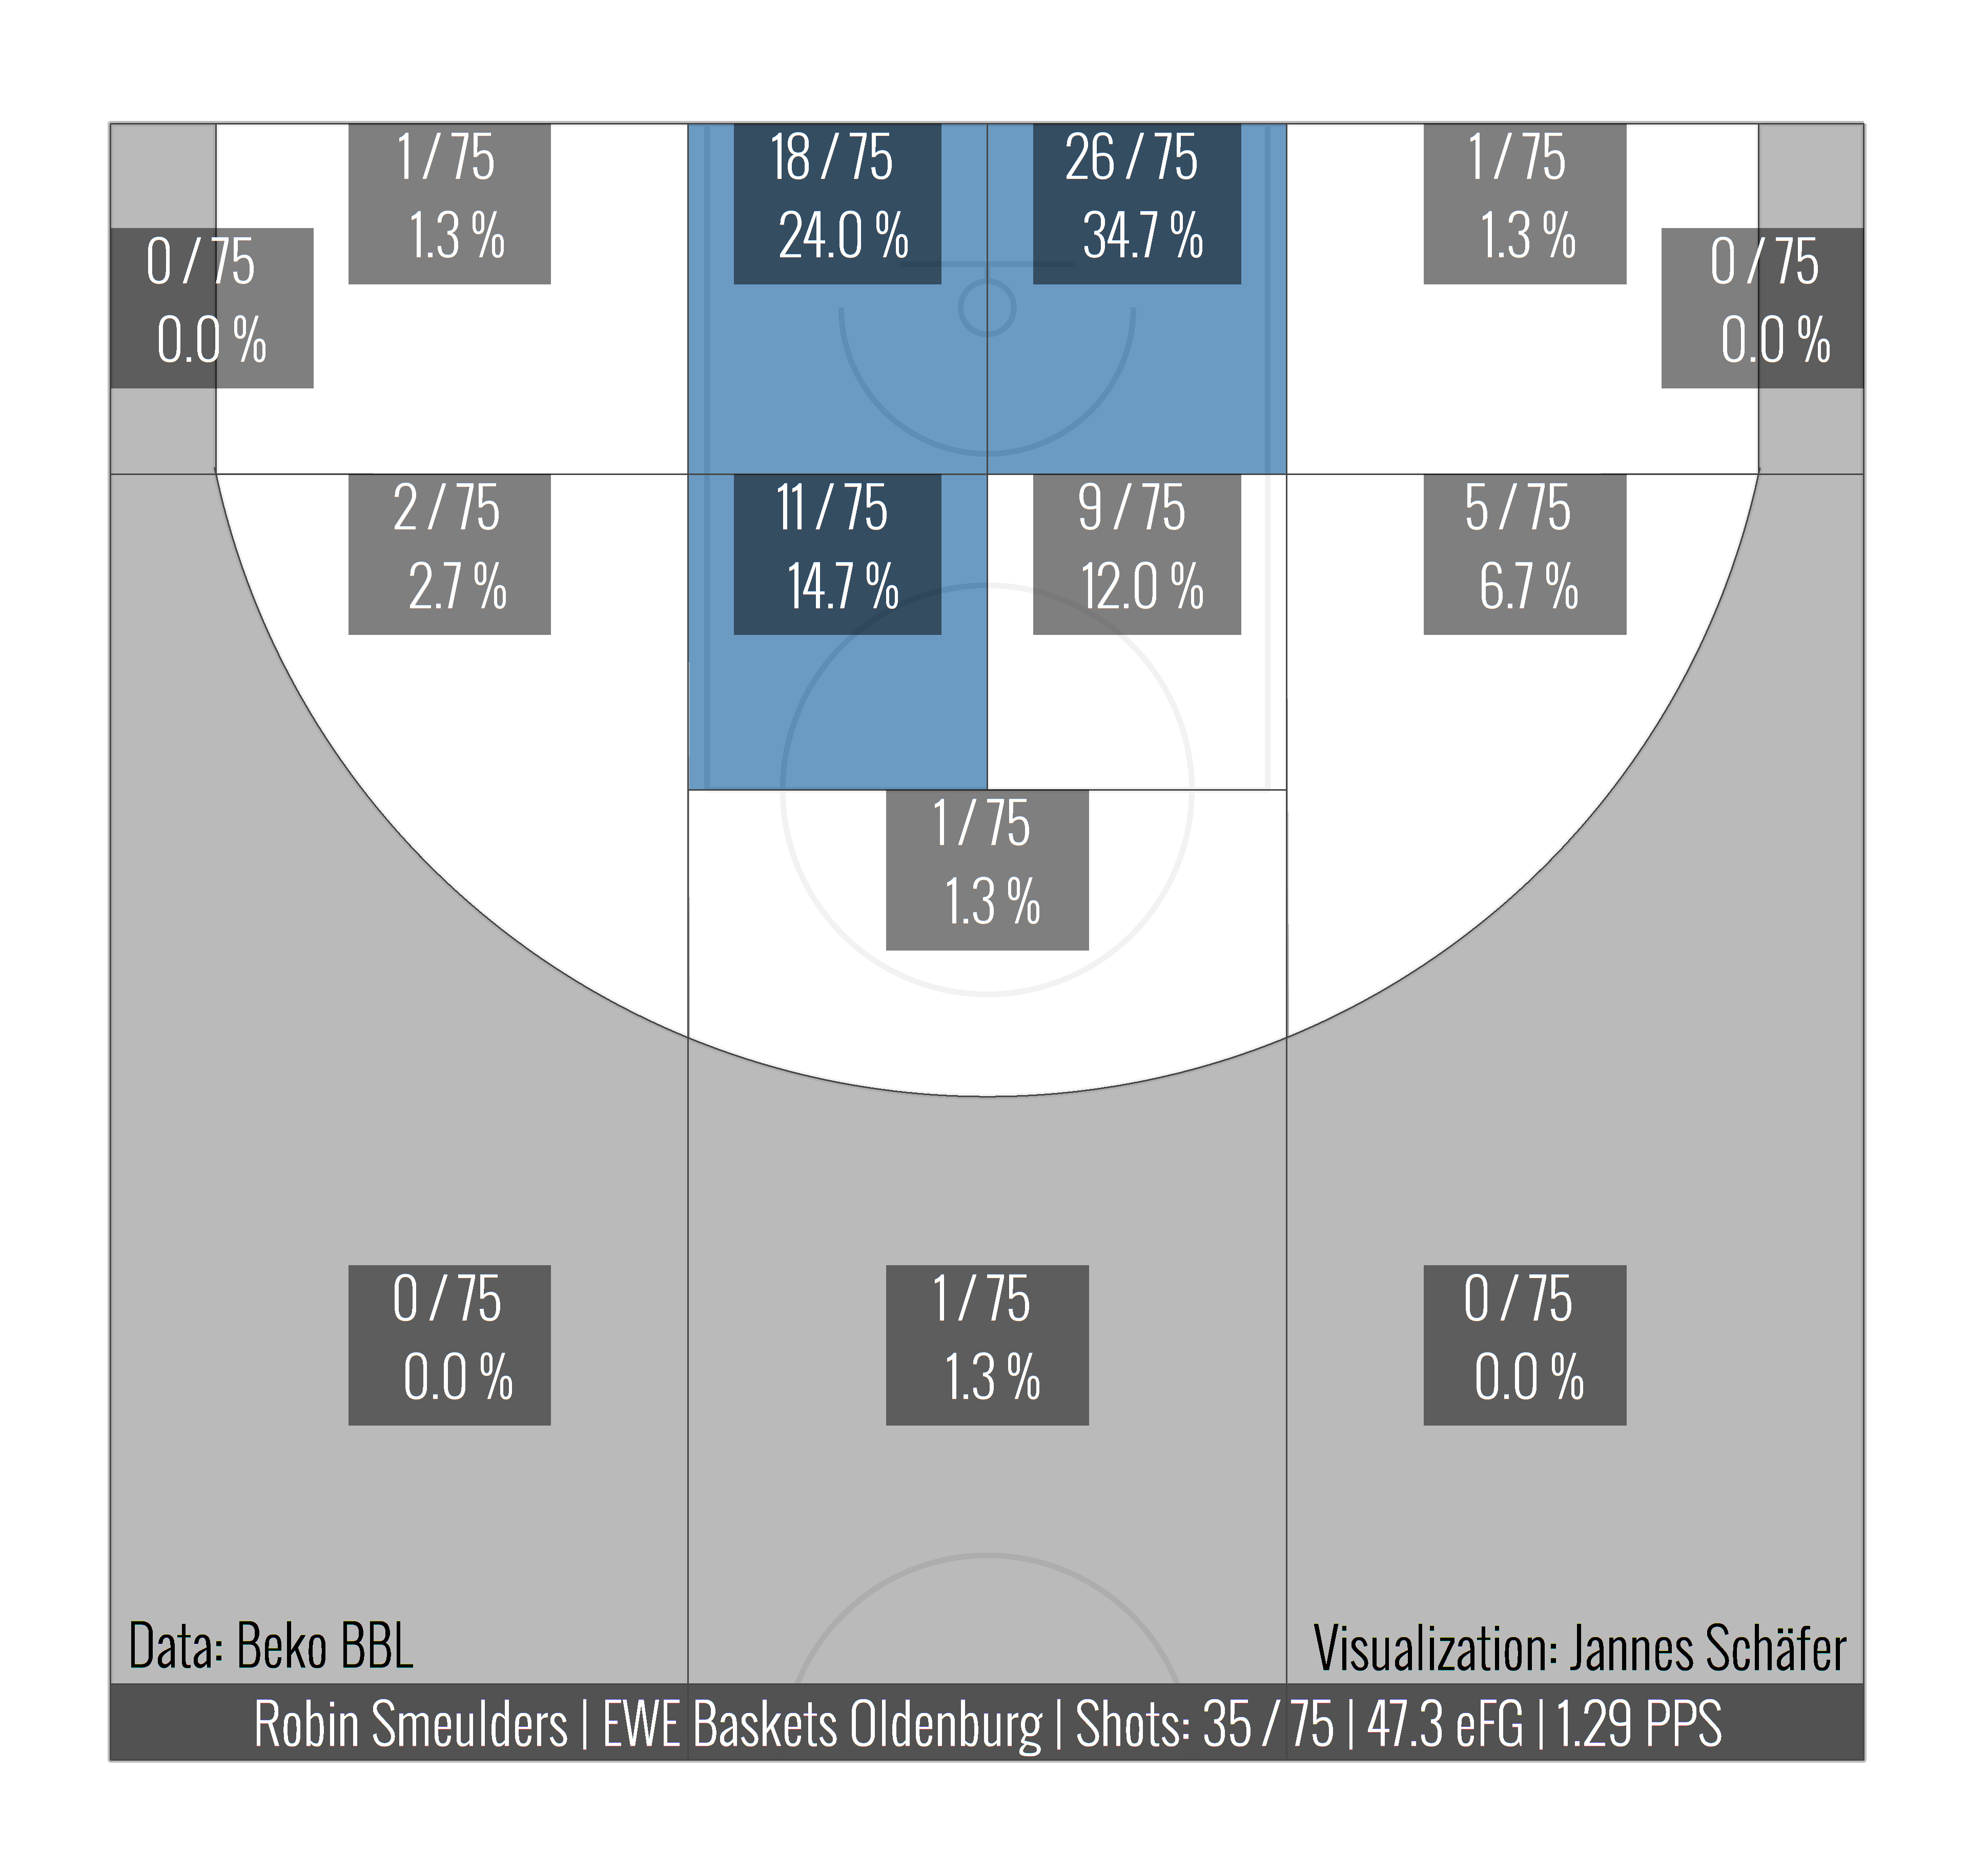 1 / 75
1.3 %
18 / 75
24.0 %
26 / 75
34.7 %
1 / 75
1.3 %
0 / 75
0.0 %
0 / 75
0.0 %
2 / 75
2.7 %
11 / 75
14.7 %
9 / 75
12.0 %
5 / 75
6.7 %
1 / 75
1.3 %
0 / 75
0.0 %
1 / 75
1.3 %
0 / 75
0.0 %
Data: Beko BBL
Visualization: Jannes Schäfer
Robin Smeulders | EWE Baskets Oldenburg | Shots: 35 / 75 | 47.3 eFG | 1.29 PPS